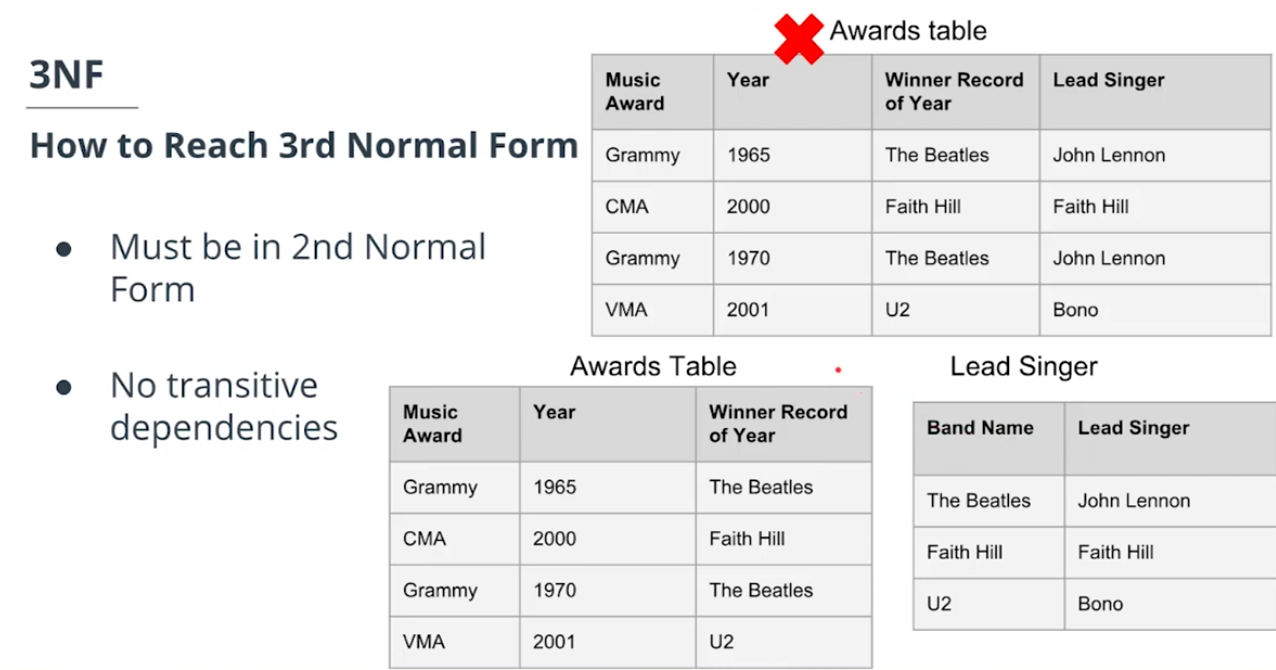 3NF
How to Reach 3rd Normal Form
● Must be in 2nd Normal
Form
● No transitive
dependencies
Awards table
Music Award Year Winner Record of Year Lead Singer
Grammy 1965 The Beatles John Lennon
CMA 2000 Faith Hill Faith Hill
Grammy 1970 The Beatles John Lennon
VMA 2001 U2 Bono
Awards Table
Music Award Year Winner Record of Year
Grammy 1965 The Beatles
CMA 2000 Faith Hill
Grammy 1970 The Beatles
VMA 2001 U2
Lead Singer
Band Name Lead Singer
The Beatles John Lennon
Faith Hill Faith Hill
U2 Bono